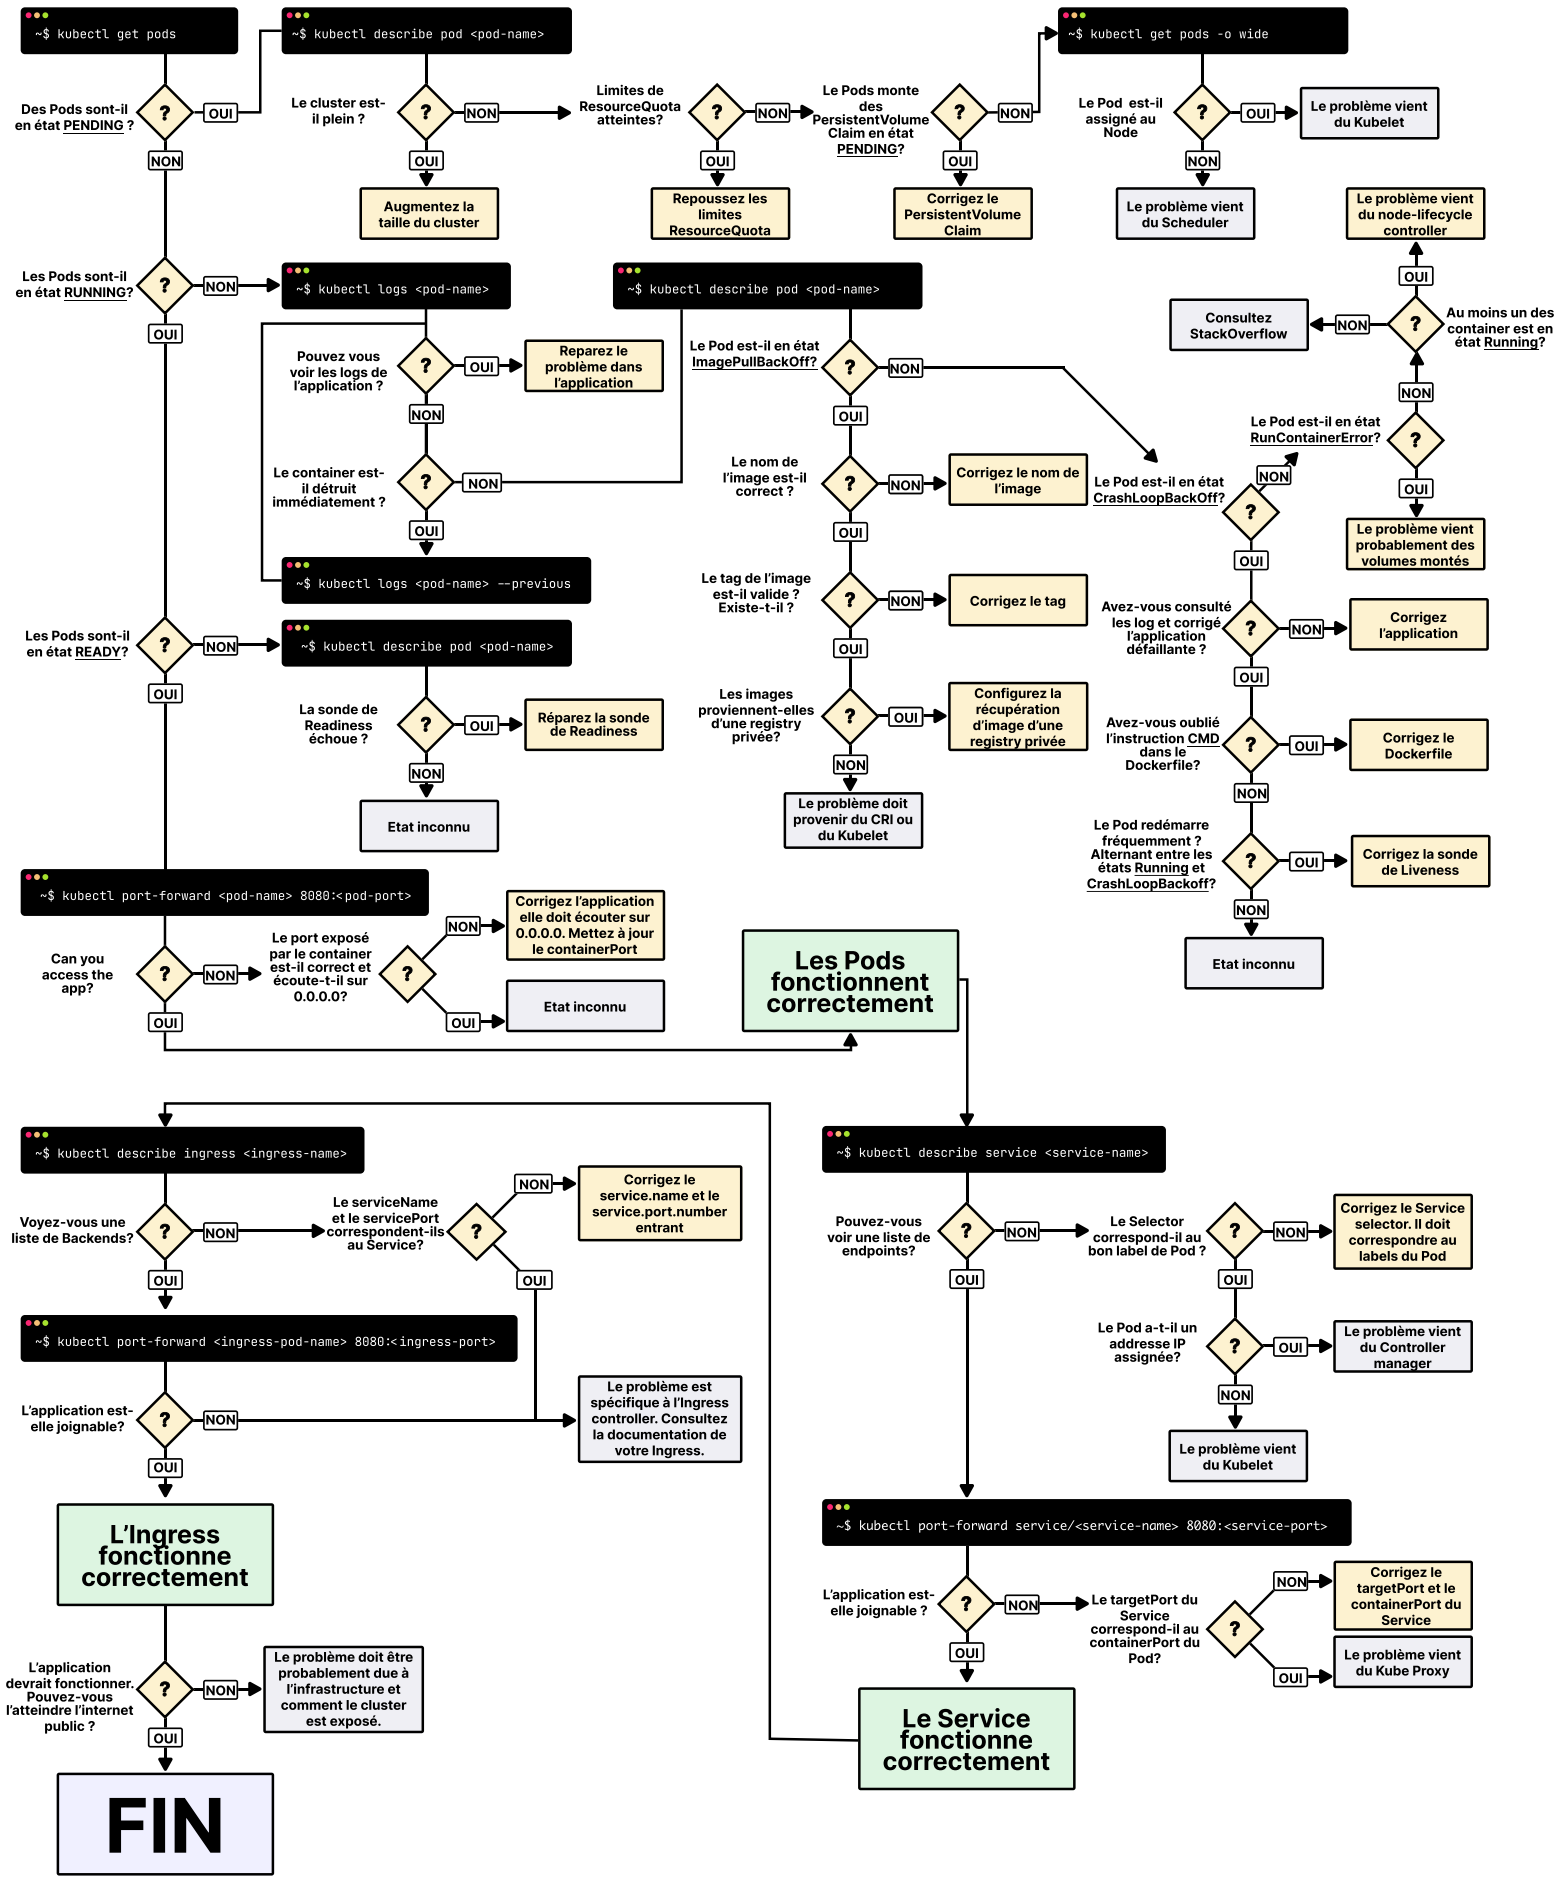 ~$ kubectl get pods
Des Pods sont-il
en état PENDING ?
?
OUI
NON
~$ kubectl describe pod <pod-name>
Le cluster est-
il plein ?
?
NON
OUI
Augmentez la
taille du cluster
Limites de
ResourceQuota
atteintes?
?
NON
OUI
Repoussez les
limites
ResourceQuota
Le Pods monte
des
PersistentVolume
Claim en état
PENDING?
?
NON
OUI
Corrigez le
PersistentVolume
Claim
~$ kubectl get pods -o wide
Le Pod est-il
assigné au
Node
?
OUI
Le problème vient
du Kubelet
NON
Le problème vient
du Scheduler
Les Pods sont-il
en état RUNNING?
?
NON
OUI
~$ kubectl logs <pod-name>
Pouvez vous
voir les logs de
l’application ?
?
OUI
Reparez le
problème dans
l’application
NON
Le container est-
il détruit
immédiatement ?
?
NON
OUI
~$ kubectl logs <pod-name> --previous
~$ kubectl describe pod <pod-name>
Le Pod est-il en état
ImagePullBackOff?
?
NON
OUI
Le nom de
l’image est-il
correct ?
?
NON
Corrigez le nom de
l’image
OUI
Le tag de l’image
est-il valide ?
Existe-t-il ?
?
NON
Corrigez le tag
OUI
Les images
proviennent-elles
d’une registry
privée?
?
OUI
Configurez la
récupération
d’image d’une
registry privée
NON
Le problème doit
provenir du CRI ou
du Kubelet
Le problème vient
du node-lifecycle
controller
OUI
Au moins un des
container est en
état Running?
?
NON
Consultez
StackOverflow
NON
Le Pod est-il en état
RunContainerError?
?
OUI
Le problème vient
probablement des
volumes montés
NON
Le Pod est-il en état
CrashLoopBackOff?
?
OUI
Avez-vous consulté
les log et corrigé
l’application
défaillante ?
?
NON
Corrigez
l’application
OUI
Avez-vous oublié
l’instruction CMD
dans le
Dockerfile?
?
OUI
Corrigez le
Dockerfile
NON
Le Pod redémarre
fréquemment ?
Alternant entre les
états Running et
CrashLoopBackoff?
?
OUI
Corrigez la sonde
de Liveness
NON
Etat inconnu
Les Pods sont-il
en état READY?
?
NON
OUI
~$ kubectl describe pod <pod-name>
La sonde de
Readiness
échoue ?
?
OUI
Réparez la sonde
de Readiness
NON
Etat inconnu
~$ kubectl port-forward <pod-name> 8080:<pod-port>
Can you
access the
app?
?
NON
OUI
Le port exposé
par le container
est-il correct et
écoute-t-il sur
0.0.0.0?
?
NON
Corrigez l’application
elle doit écouter sur
0.0.0.0. Mettez à jour
le containerPort
OUI
Etat inconnu
Les Pods
fonctionnent
correctement
~$ kubectl describe service <service-name>
Pouvez-vous
voir une liste de
endpoints?
?
NON
OUI
Le Selector
correspond-il au
bon label de Pod ?
?
NON
Corrigez le Service
selector. Il doit
correspondre au
labels du Pod
OUI
Le Pod a-t-il un
addresse IP
assignée?
?
OUI
Le problème vient
du Controller
manager
NON
Le problème vient
du Kubelet
~$ kubectl port-forward service/<service-name> 8080:<service-port>
L’application est-
elle joignable ?
?
NON
OUI
Le targetPort du
Service
correspond-il au
containerPort du
Pod?
?
NON
Corrigez le
targetPort et le
containerPort du
Service
OUI
Le problème vient
du Kube Proxy
Le Service
fonctionne
correctement
~$ kubectl describe ingress <ingress-name>
Voyez-vous une
liste de Backends?
?
NON
OUI
Le serviceName
et le servicePort
correspondent-ils
au Service?
?
NON
Corrigez le
service.name et le
service.port.number
entrant
OUI
~$ kubectl port-forward <ingress-pod-name> 8080:<ingress-port>
L’application est-
elle joignable?
?
NON
Le problème est
spécifique à l’Ingress
controller. Consultez
la documentation de
votre Ingress.
OUI
L’Ingress
fonctionne
correctement
L’application
devrait fonctionner.
Pouvez-vous
l’atteindre l’internet
public ?
?
NON
Le problème doit être
probablement due à
l’infrastructure et
comment le cluster
est exposé.
OUI
FIN